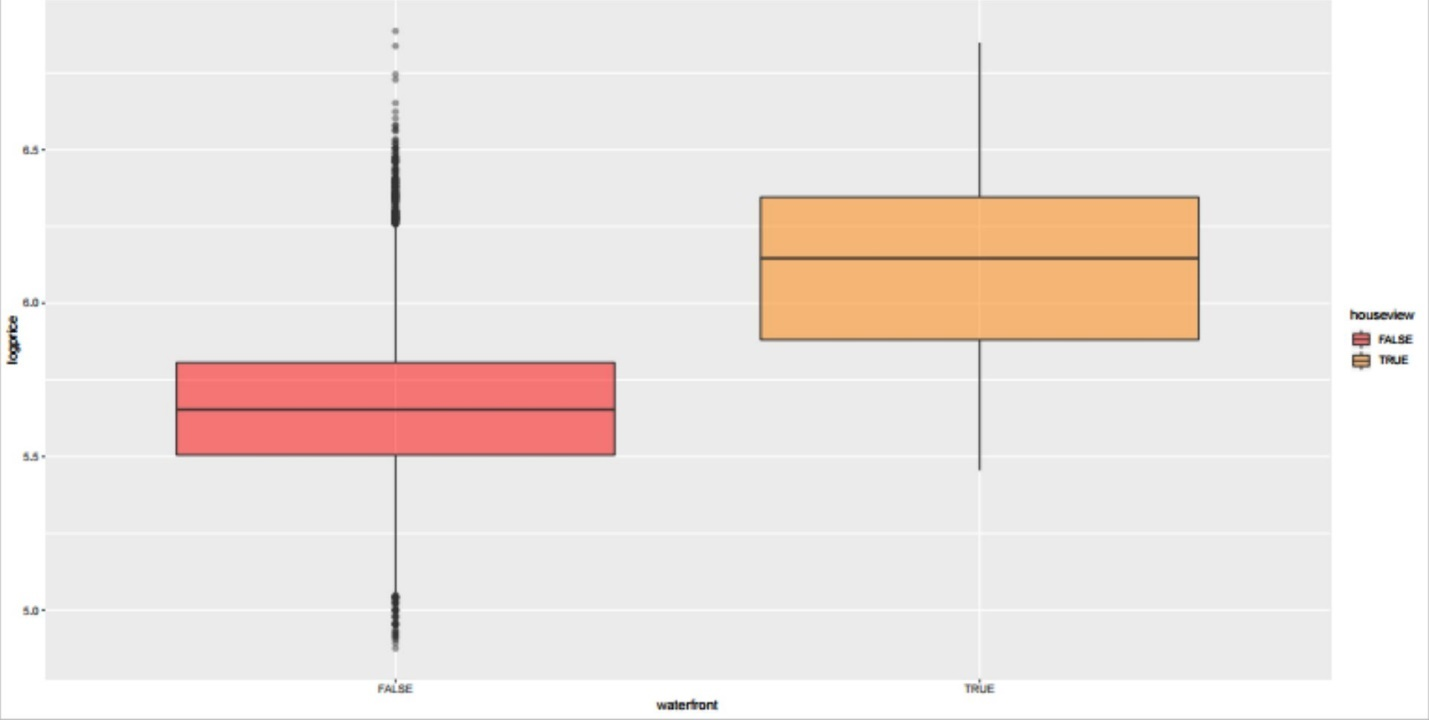 6.5
6.0
5.5
5.0
logprice
FALSE
TRUE
waterfront
houseview
FALSE
TRUE